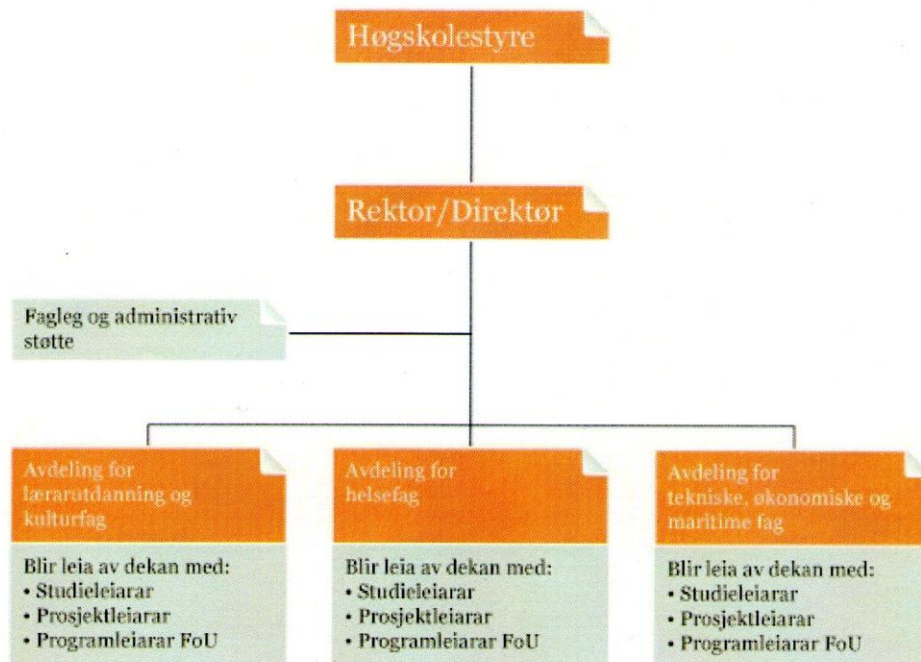 Høgskolestyre
Rektor/Direktør
Fagleg og administrativ
støtte
Avdeling for
lærarutdanning og
kulturfag
Blir leia av dekan med:
• Studieleiarar
• Prosjektleiarar
• Programleiarar FoU
Avdeling for
helsefag
Blir leia av dekan med:
• Studieleiarar
• Prosjektleiarar
• Programleiarar FoU
Avdeling for
tekniske, økonomiske og
maritime fag
Blir leia av dekan med:
• Studieleiarar
• Prosjektleiarar
• Programleiarar FoU